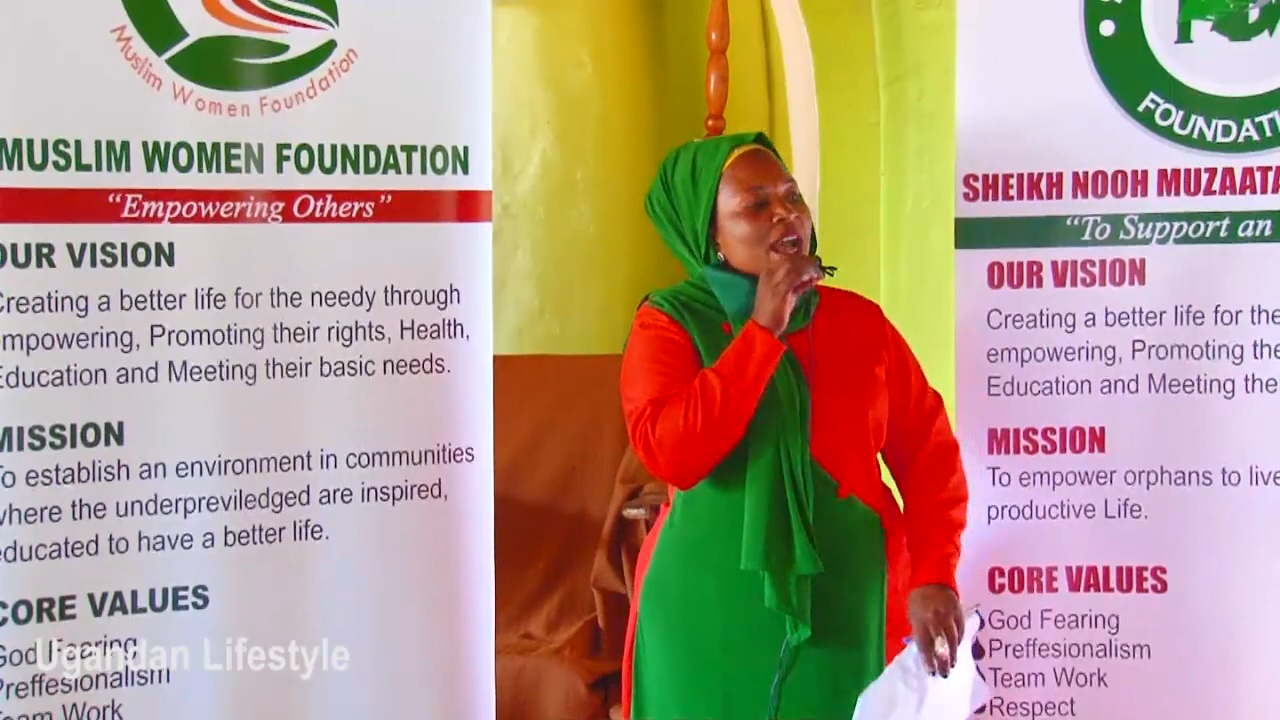 Muslim Women Foundation
MUSLIM WOMEN FOUNDATION
“Empowering Others”
OUR VISION
Creating a better life for the needy through
empowering, Promoting their rights, Health,
Education and Meeting their basic needs.
MISSION
To establish an environment in communities
where the underpreviledged are inspired,
educated to have a better life.
CORE VALUES
God Fearing
Preffesionalism
Team Work
Ugandan Lifestyle
FOUNDATI
SHEIKH NOOH MUZAATA
“To Support an
OUR VISION
Creating a better life for the
empowering, Promoting the
Education and Meeting the
MISSION
To empower orphans to live
productive Life.
CORE VALUES
God Fearing
Preffesionalism
Team Work
Respect